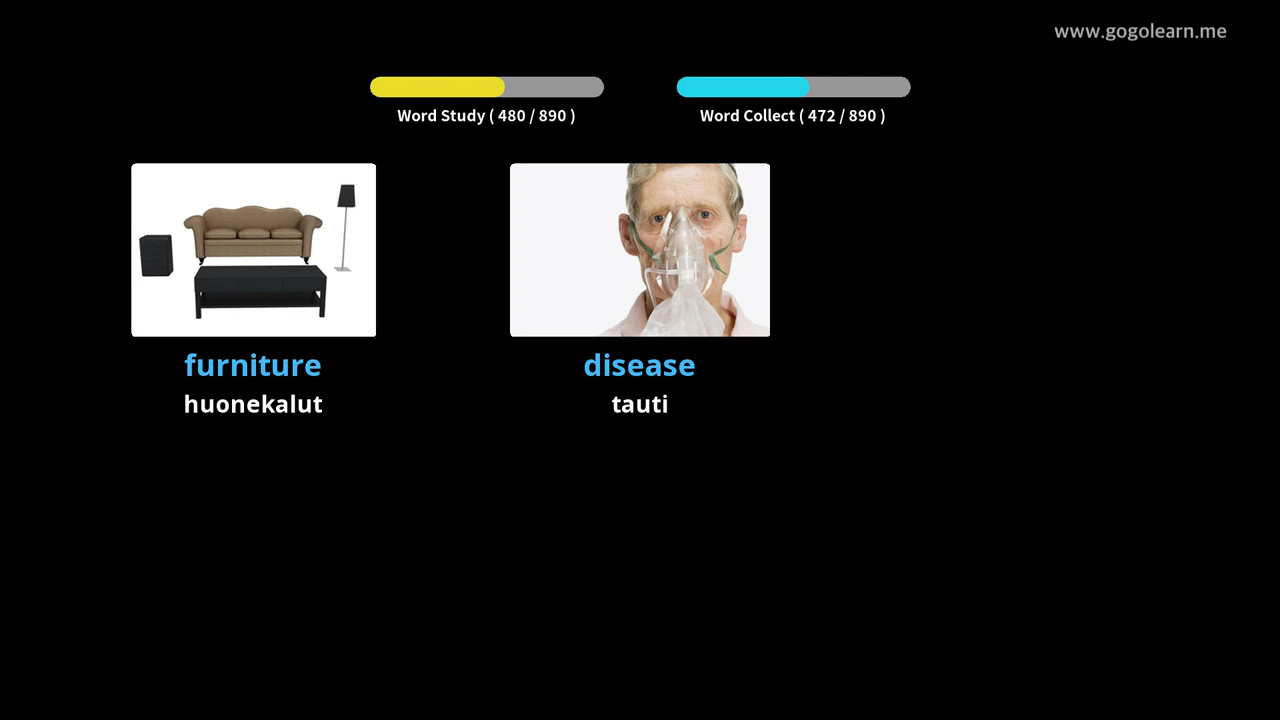 www.gogolearn.me
Word Study ( 480 / 890 )
Word Collect ( 472 / 890 )
furniture
huonekalut
disease
tauti